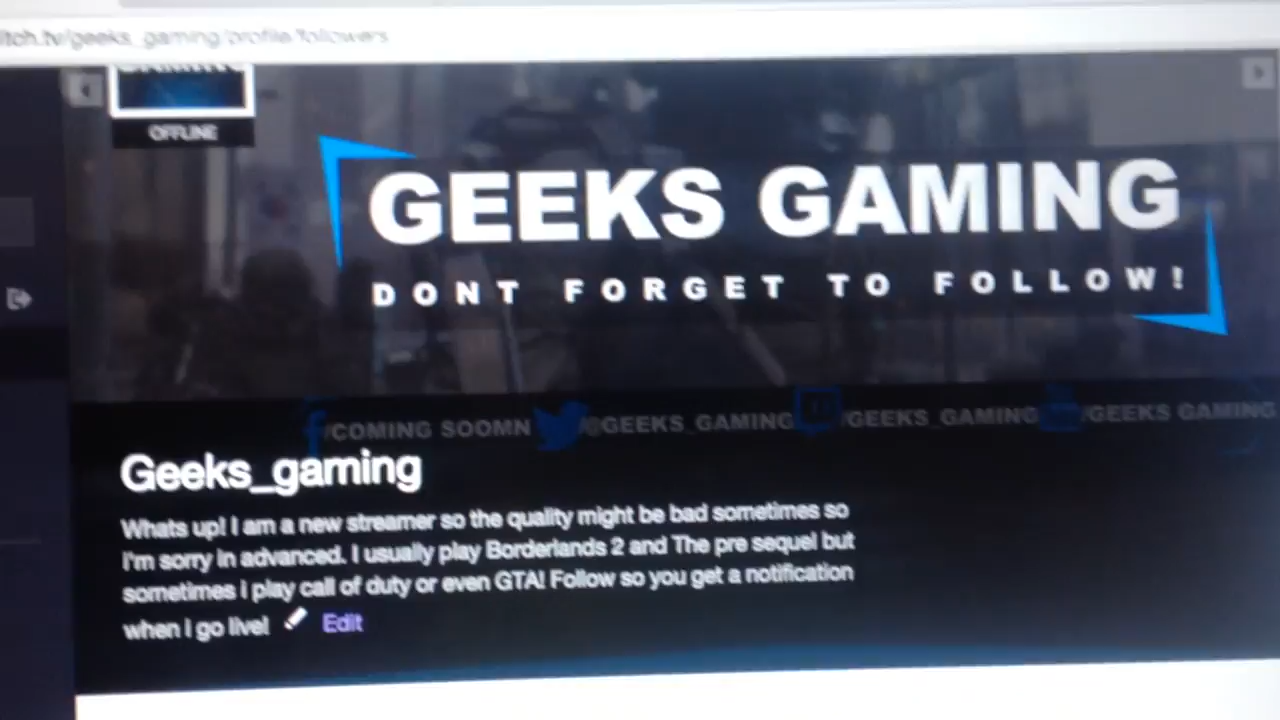 itch.tv/geeks_gaming/profile/followers
OFFLINE
GEEKS GAMING
DONT FORGET TO FOLLOW!
/COMING SOOMN @GEEKS_GAMING /GEEKS_GAMING /GEEKS GAMING
Geeks_gaming
Whats up! I am a new streamer so the quality might be bad sometimes so
I'm sorry in advanced. I usually play Borderlands 2 and The pre sequel but
sometimes i play call of duty or even GTA! Follow so you get a notification
when I go live! Edit